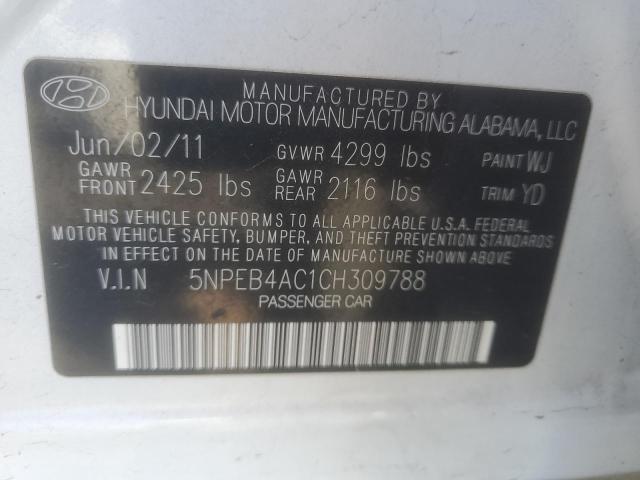 MANUFACTURED BY
HYUNDAI MOTOR MANUFACTURING ALABAMA, LLC
Jun/02/11 GVWR 4299 lbs PAINT WJ
GAWR FRONT 2425 lbs GAWR REAR 2116 lbs TRIM YD
THIS VEHICLE CONFORMS TO ALL APPLICABLE U.S.A. FEDERAL
MOTOR VEHICLE SAFETY, BUMPER, AND THEFT PREVENTION STANDARDS
IN EFFECT ON THE DATE OF MANUFACTURE SHOWN ABOVE.
V.I.N 5NPEB4AC1CH309788
PASSENGER CAR